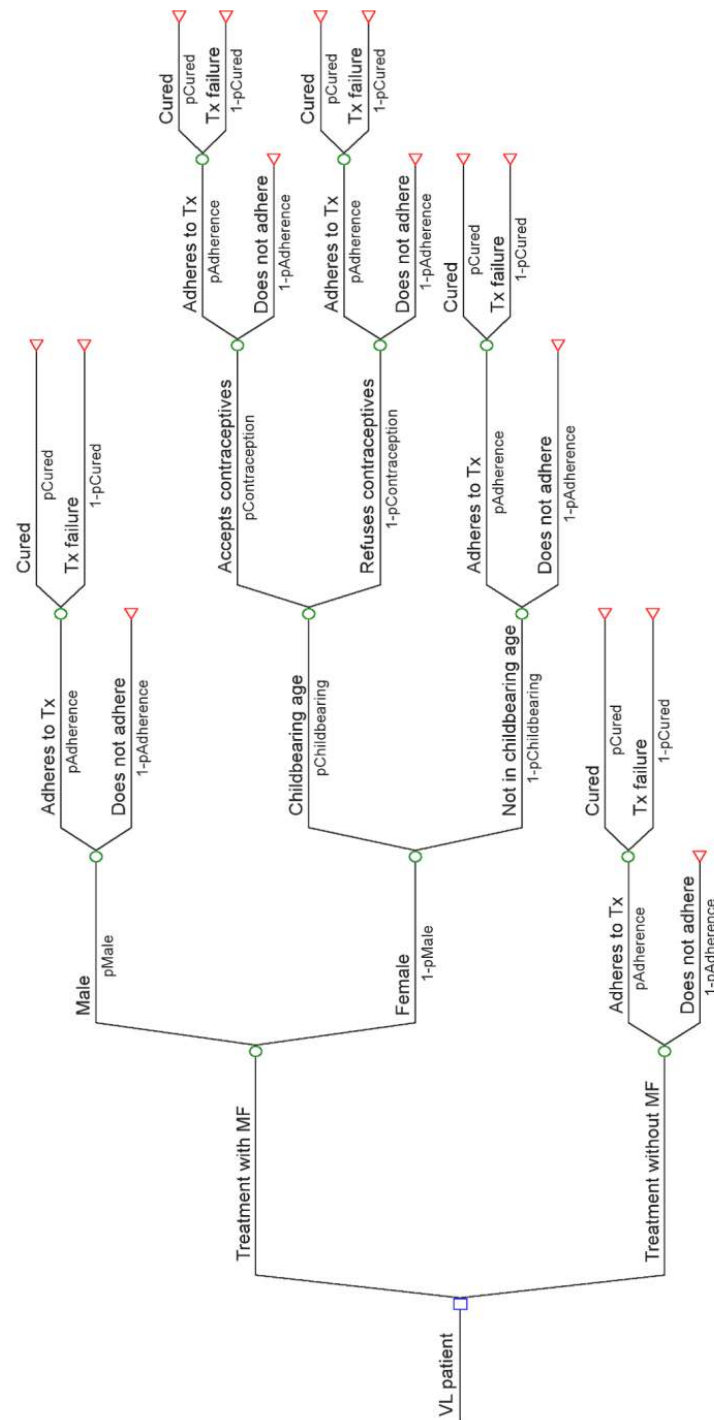 VL patient
Treatment with MF
Male
pMale
Adheres to Tx
pAdherence
Cured
pCured
Tx failure
1-pCured
Does not adhere
1-pAdherence
Female
1-pMale
Childbearing age
pChildbearing
Accepts contraceptives
pContraception
Adheres to Tx
pAdherence
Cured
pCured
Tx failure
1-pCured
Does not adhere
1-pAdherence
Refuses contraceptives
1-pContraception
Adheres to Tx
pAdherence
Cured
pCured
Tx failure
1-pCured
Does not adhere
1-pAdherence
Not in childbearing age
1-pChildbearing
Adheres to Tx
pAdherence
Cured
pCured
Tx failure
1-pCured
Does not adhere
1-pAdherence
Treatment without MF
Adheres to Tx
pAdherence
Cured
pCured
Tx failure
1-pCured
Does not adhere
1-pAdherence